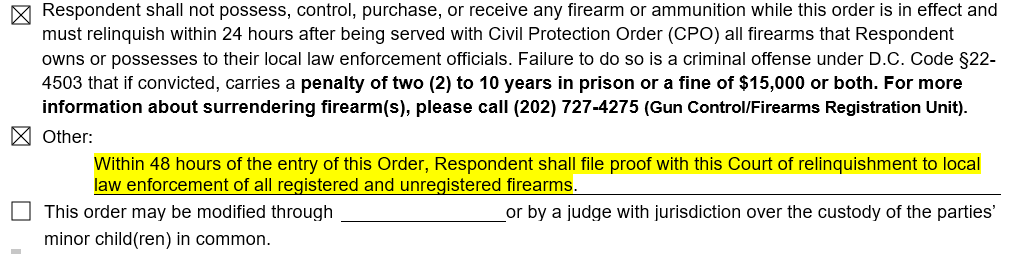 Respondent shall not possess, control, purchase, or receive any firearm or ammunition while this order is in effect and
must relinquish within 24 hours after being served with Civil Protection Order (CPO) all firearms that Respondent
owns or possesses to their local law enforcement officials. Failure to do so is a criminal offense under D.C. Code §22-
4503 that if convicted, carries a penalty of two (2) to 10 years in prison or a fine of $15,000 or both. For more
information about surrendering firearm(s), please call (202) 727-4275 (Gun Control/Firearms Registration Unit).
Other:
Within 48 hours of the entry of this Order, Respondent shall file proof with this Court of relinquishment to local
law enforcement of all registered and unregistered firearms.
This order may be modified through ________________or by a judge with jurisdiction over the custody of the parties’
minor child(ren) in common.